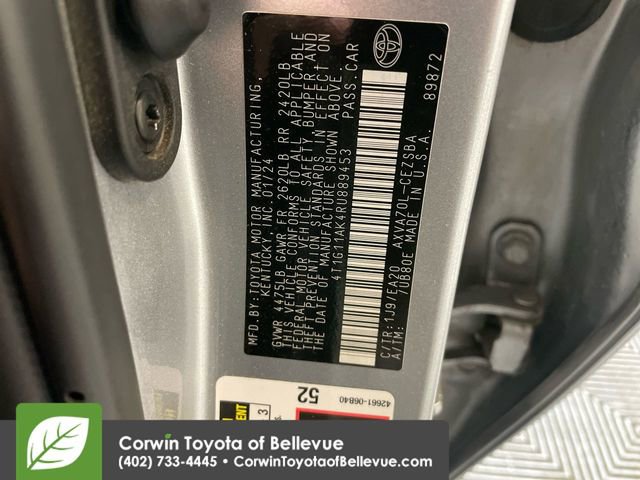 MFD.BY:TOYOTA MOTOR MANUFACTURING,
KENTUCKY, INC. 01/24
GVWR 4475LB GAWR FR 2620LB RR 2420LB
THIS VEHICLE CONFORMS TO ALL APPLICABLE
FEDERAL MOTOR VEHICLE SAFETY, BUMPER AND
THEFT PREVENTION STANDARDS IN EFFECT ON
THE DATE OF MANUFACTURE SHOWN ABOVE.
4T1G11AK4RU889453 PASS CAR
C/TR:1J9/EA20 AXVA70L-CEZSBA
A/TM: /UB80E MADE IN U.S.A. 89872
52
42661-06B40
3
Corwin Toyota of Bellevue
(402) 733-4445 • CorwinToyotaofBellevue.com